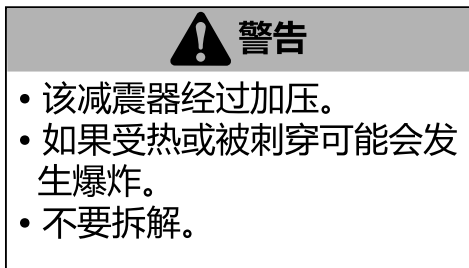 警告
• 该减震器经过加压。
• 如果受热或被刺穿可能会发
生爆炸。
• 不要拆解。